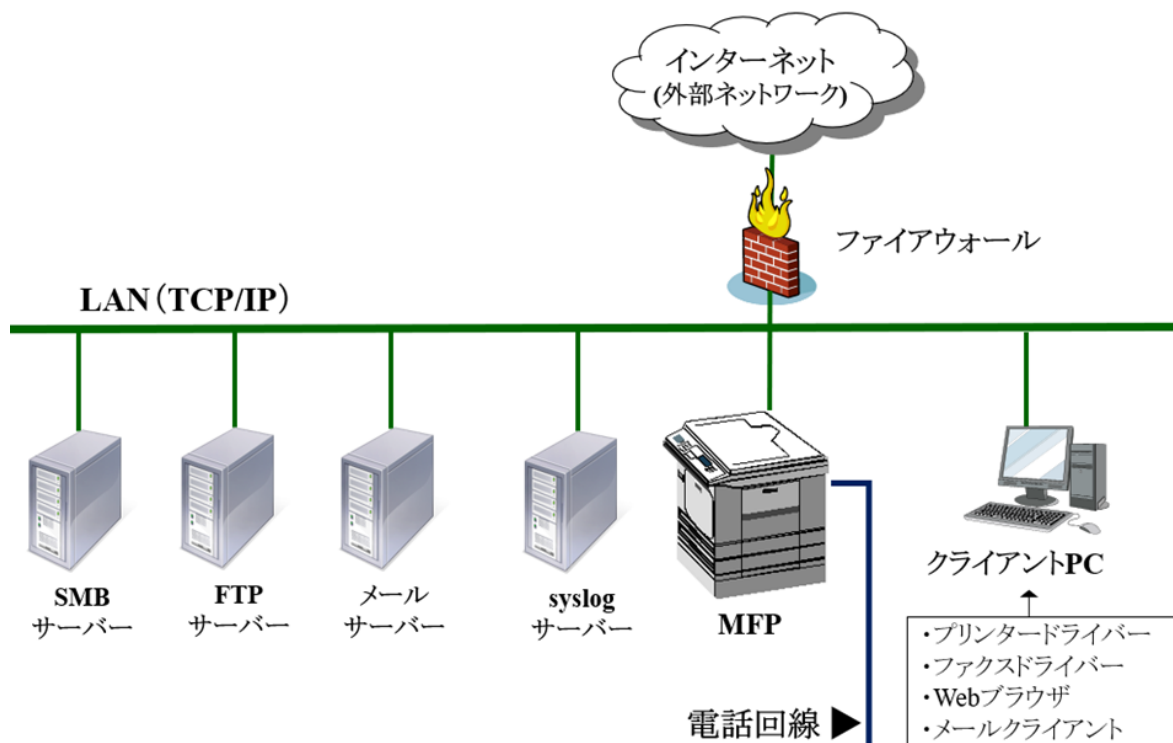 インターネット
(外部ネットワーク)
ファイアウォール
LAN(TCP/IP)
SMB
サーバー
FTP
サーバー
メール
サーバー
syslog
サーバー
MFP
クライアントPC
・プリンタードライバー
・ファクスドライバー
・Webブラウザ
・メールクライアント
電話回線 ▶